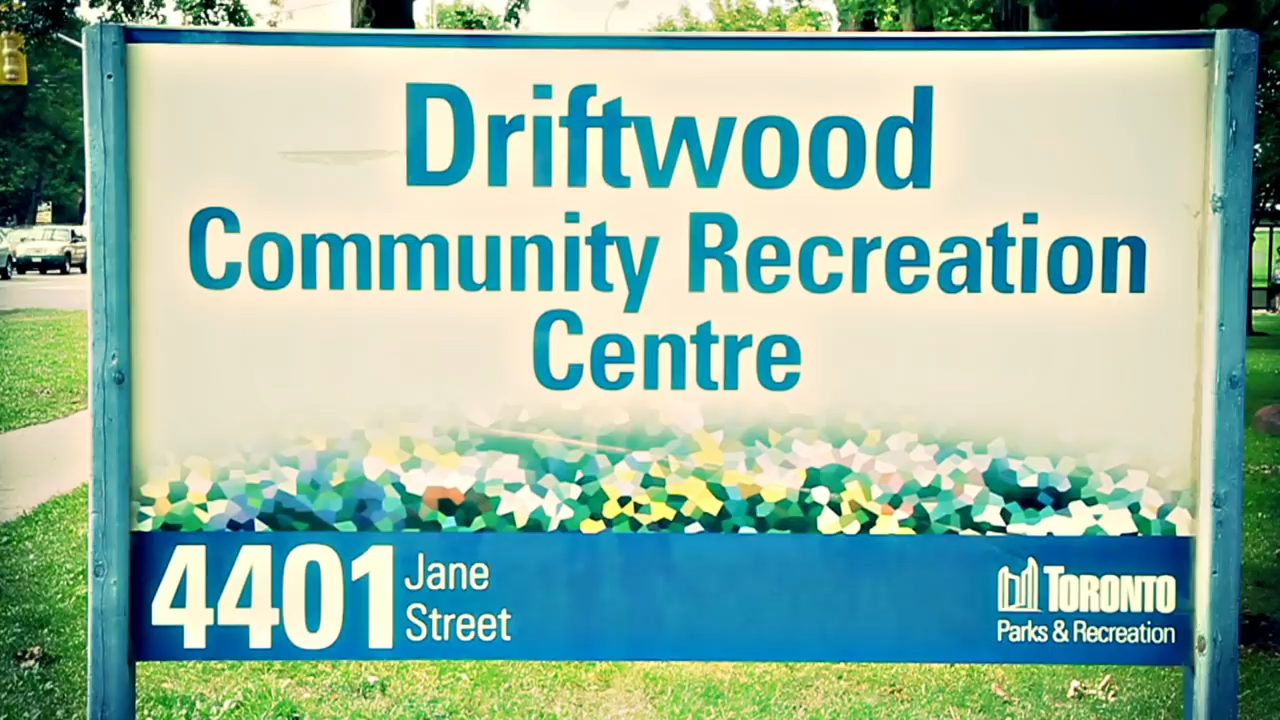 Driftwood
Community Recreation
Centre
4401 Jane
Street
TORONTO
Parks & Recreation